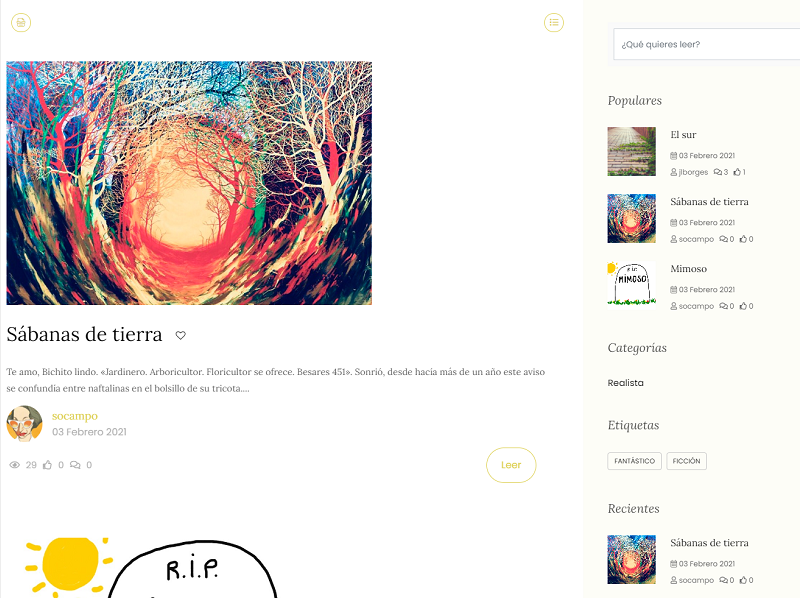 Sábanas de tierra
Te amo, Bichito lindo. «Jardinero. Arboricultor. Floricultor se ofrece. Besares 451». Sonrió, desde hacía más de un año este aviso
se confundía entre naftalinas en el bolsillo de su tricota....
socampo
03 Febrero 2021
29 0 0
Leer
R.I.P.
¿Qué quieres leer?
Populares
El sur
03 Febrero 2021
jlborges 3 1
Sábanas de tierra
03 Febrero 2021
socampo 0 0
R.I.P.
MIMOSO
Mimoso
03 Febrero 2021
socampo 0 0
Categorias
Realista
Etiquetas
FANTÁSTICO FICCIÓN
Recientes
Sábanas de tierra
03 Febrero 2021
socampo 0 0